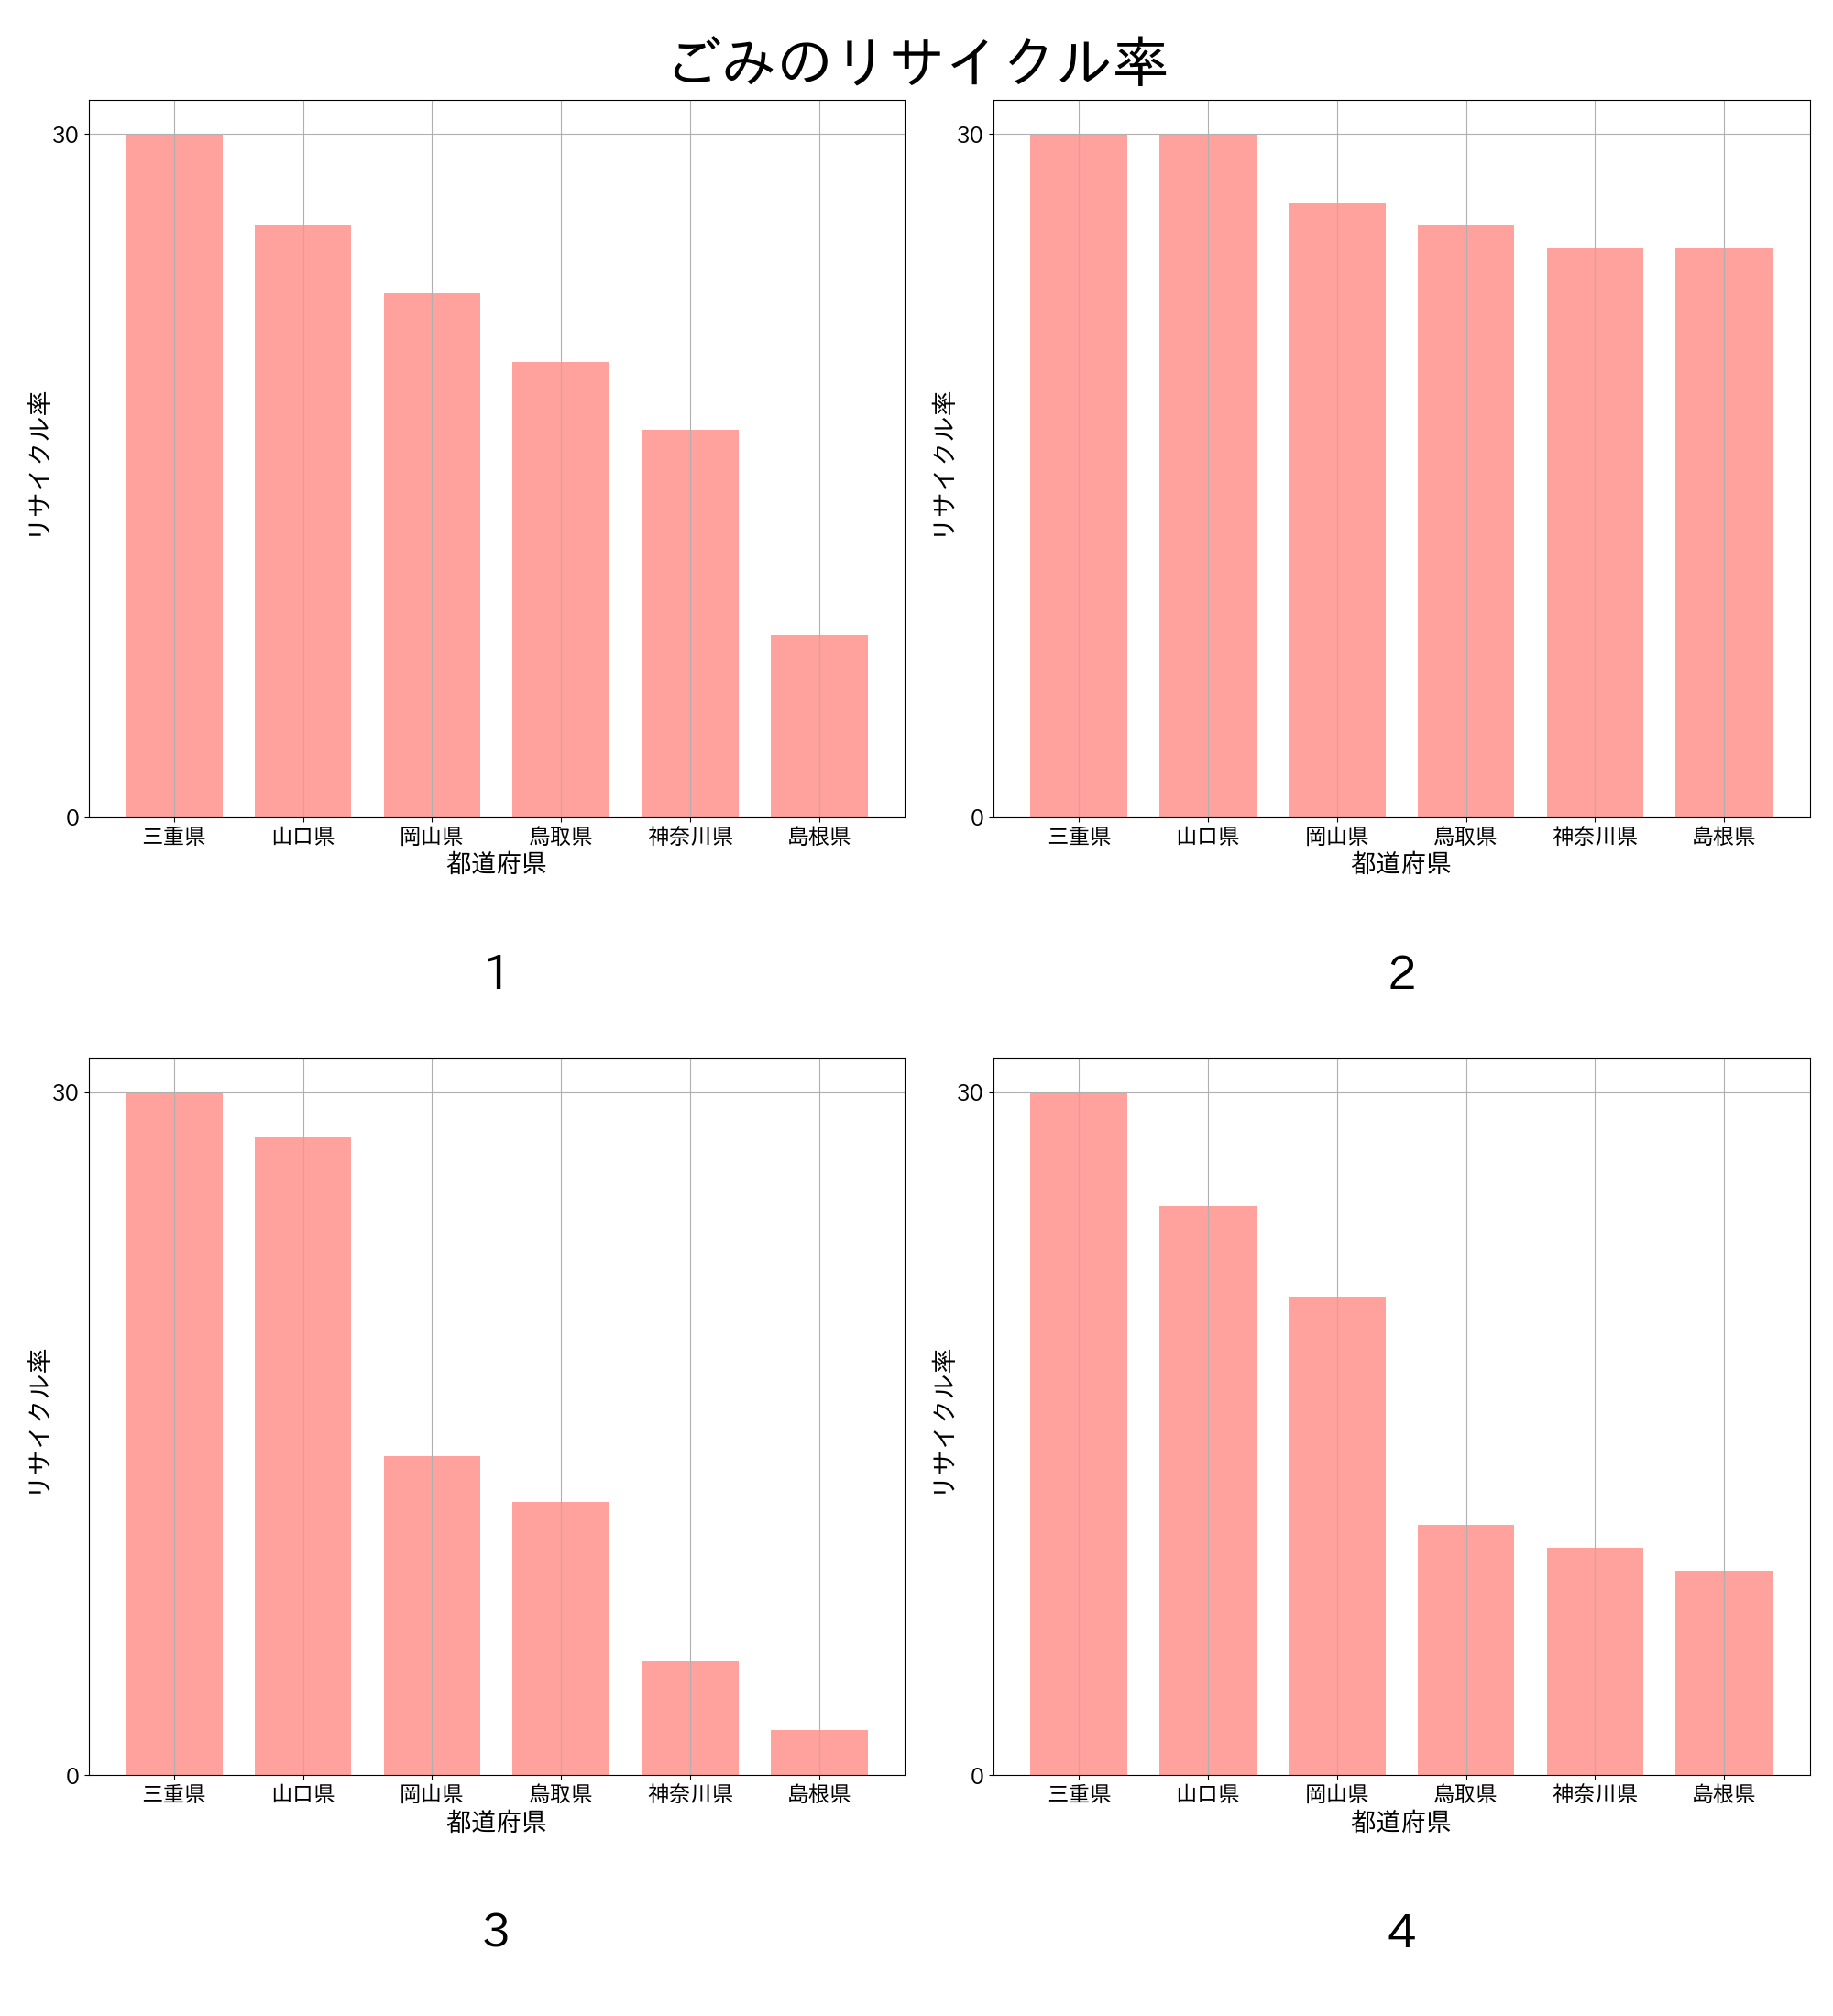 ごみのリサイクル率
30
0
リサイクル率
三重県 山口県 岡山県 鳥取県 神奈川県 島根県
都道府県
1
30
0
リサイクル率
三重県 山口県 岡山県 鳥取県 神奈川県 島根県
都道府県
2
30
0
リサイクル率
三重県 山口県 岡山県 鳥取県 神奈川県 島根県
都道府県
3
30
0
リサイクル率
三重県 山口県 岡山県 鳥取県 神奈川県 島根県
都道府県
4